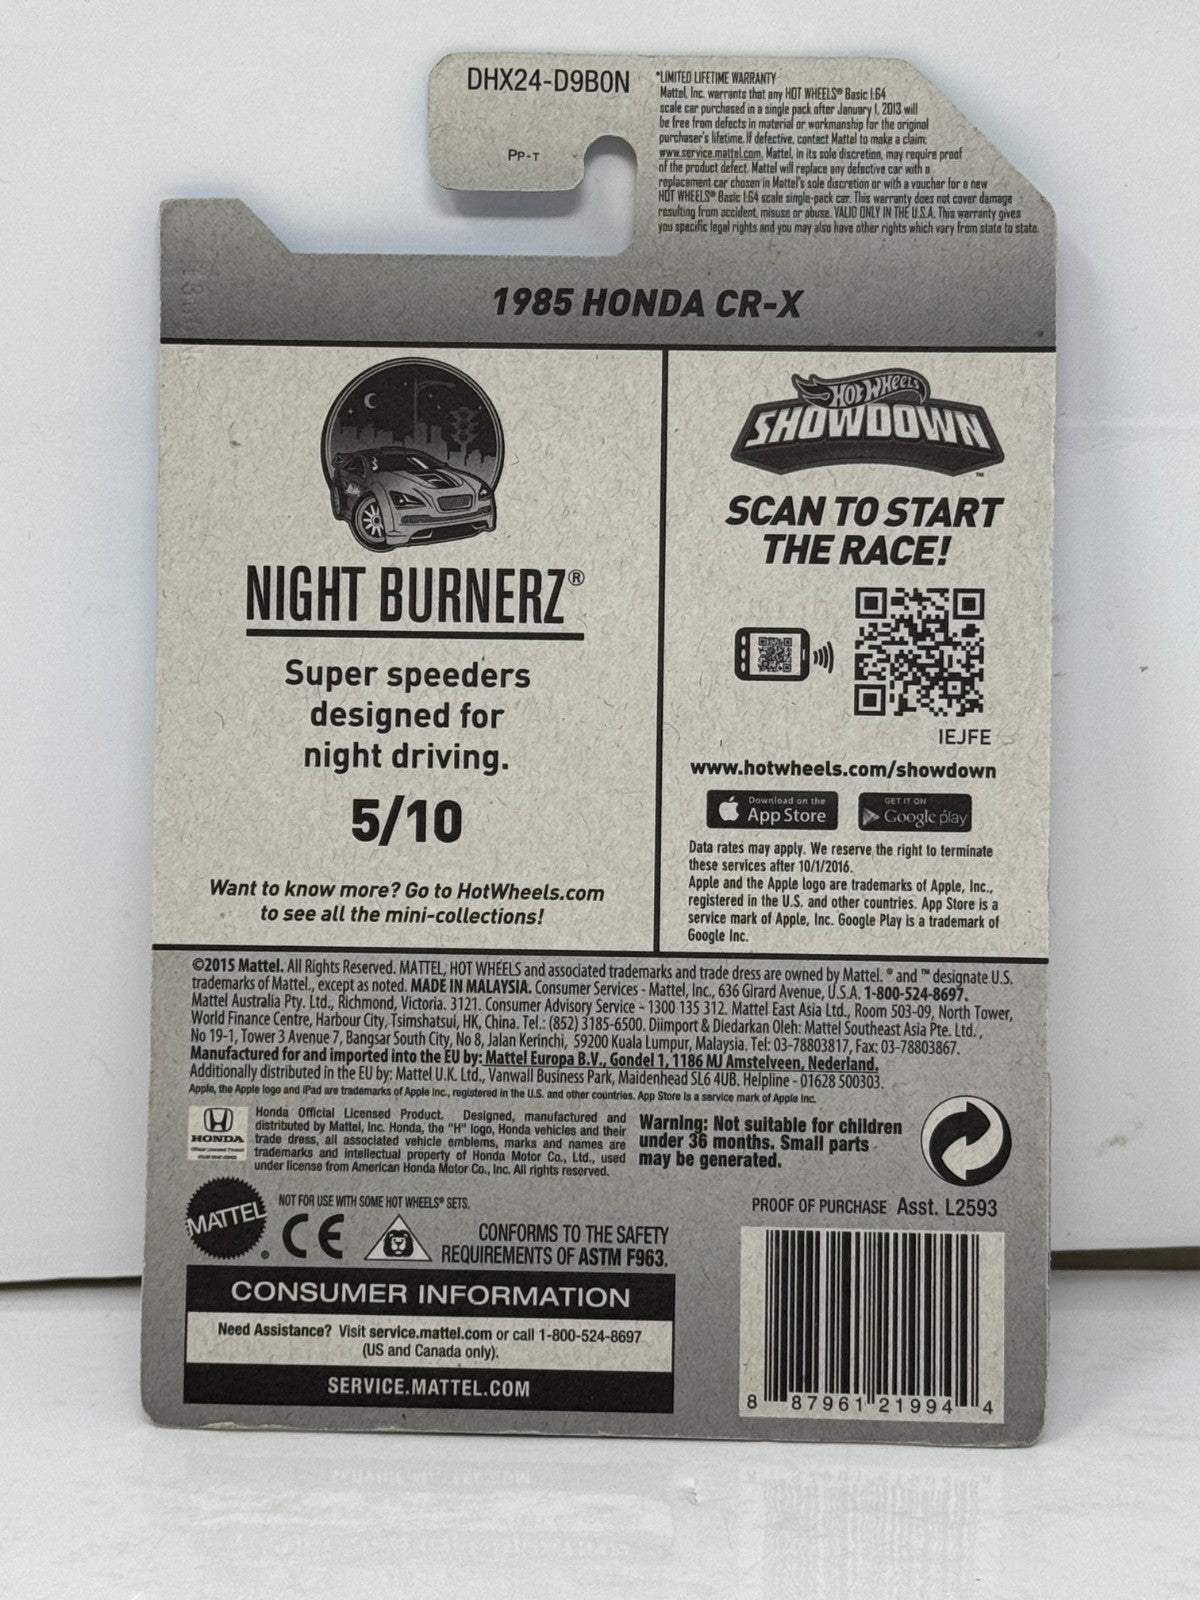 DHX24-D9B0N
PP-T
*LIMITED LIFETIME WARRANTY
Mattel, Inc. warrants that any HOT WHEELS® Basic 1:64
scale car purchased in a single pack after January 1, 2013 will
be free from defects in material or workmanship for the original
purchaser's lifetime. If defective, contact Mattel to make a claim;
www.service.mattel.com. Mattel, in its sole discretion, may require proof
of the product defect. Mattel will replace any defective car with a
replacement car chosen in Mattel's sole discretion or with a voucher for a new
HOT WHEELS® Basic 1:64 scale single-pack car. This warranty does not cover damage
resulting from accident, misuse or abuse. VALID ONLY IN THE U.S.A. This warranty gives
you specific legal rights and you may also have other rights which vary from state to state.
1985 HONDA CR-X
NIGHT BURNERZ®
Super speeders
designed for
night driving.
5/10
Want to know more? Go to HotWheels.com
to see all the mini-collections!
HOT WHEELS
SHOWDOWN™
SCAN TO START
THE RACE!
IEJFE
www.hotwheels.com/showdown
Download on the
App Store
GET IT ON
Google play
Data rates may apply. We reserve the right to terminate
these services after 10/1/2016.
Apple and the Apple logo are trademarks of Apple, Inc.,
registered in the U.S. and other countries. App Store is a
service mark of Apple, Inc. Google Play is a trademark of
Google Inc.
©2015 Mattel. All Rights Reserved. MATTEL, HOT WHEELS and associated trademarks and trade dress are owned by Mattel. ® and ™ designate U.S.
trademarks of Mattel., except as noted. MADE IN MALAYSIA. Consumer Services - Mattel, Inc., 636 Girard Avenue, U.S.A. 1-800-524-8697.
Mattel Australia Pty. Ltd., Richmond, Victoria. 3121. Consumer Advisory Service - 1300 135 312. Mattel East Asia Ltd., Room 503-09, North Tower,
World Finance Centre, Harbour City, Tsimshatsui, HK, China. Tel.: (852) 3185-6500. Diimport & Diedarkan Oleh: Mattel Southeast Asia Pte. Ltd.,
No 19-1, Tower 3 Avenue 7, Bangsar South City, No 8, Jalan Kerinchi, 59200 Kuala Lumpur, Malaysia. Tel: 03-78803817, Fax: 03-78803867.
Manufactured for and imported into the EU by: Mattel Europa B.V., Gondel 1, 1186 MJ Amstelveen, Nederland.
Additionally distributed in the EU by: Mattel U.K. Ltd., Vanwall Business Park, Maidenhead SL6 4UB. Helpline - 01628 500303.
Apple, the Apple logo and iPad are trademarks of Apple Inc., registered in the U.S. and other countries. App Store is a service mark of Apple Inc.
HONDA
Official Licensed Product
Honda Official Licensed Product. Designed, manufactured and
distributed by Mattel, Inc. Honda, the "H" logo, Honda vehicles and their
trade dress, all associated vehicle emblems, marks and names are
trademarks and intellectual property of Honda Motor Co., Ltd., used
under license from American Honda Motor Co., Inc. All rights reserved.
Warning: Not suitable for children
under 36 months. Small parts
may be generated.
MATTEL®
NOT FOR USE WITH SOME HOT WHEELS® SETS.
CE
CONFORMS TO THE SAFETY
REQUIREMENTS OF ASTM F963.
PROOF OF PURCHASE Asst. L2593
CONSUMER INFORMATION
Need Assistance? Visit service.mattel.com or call 1-800-524-8697
(US and Canada only).
SERVICE.MATTEL.COM
8 87961 21994 4